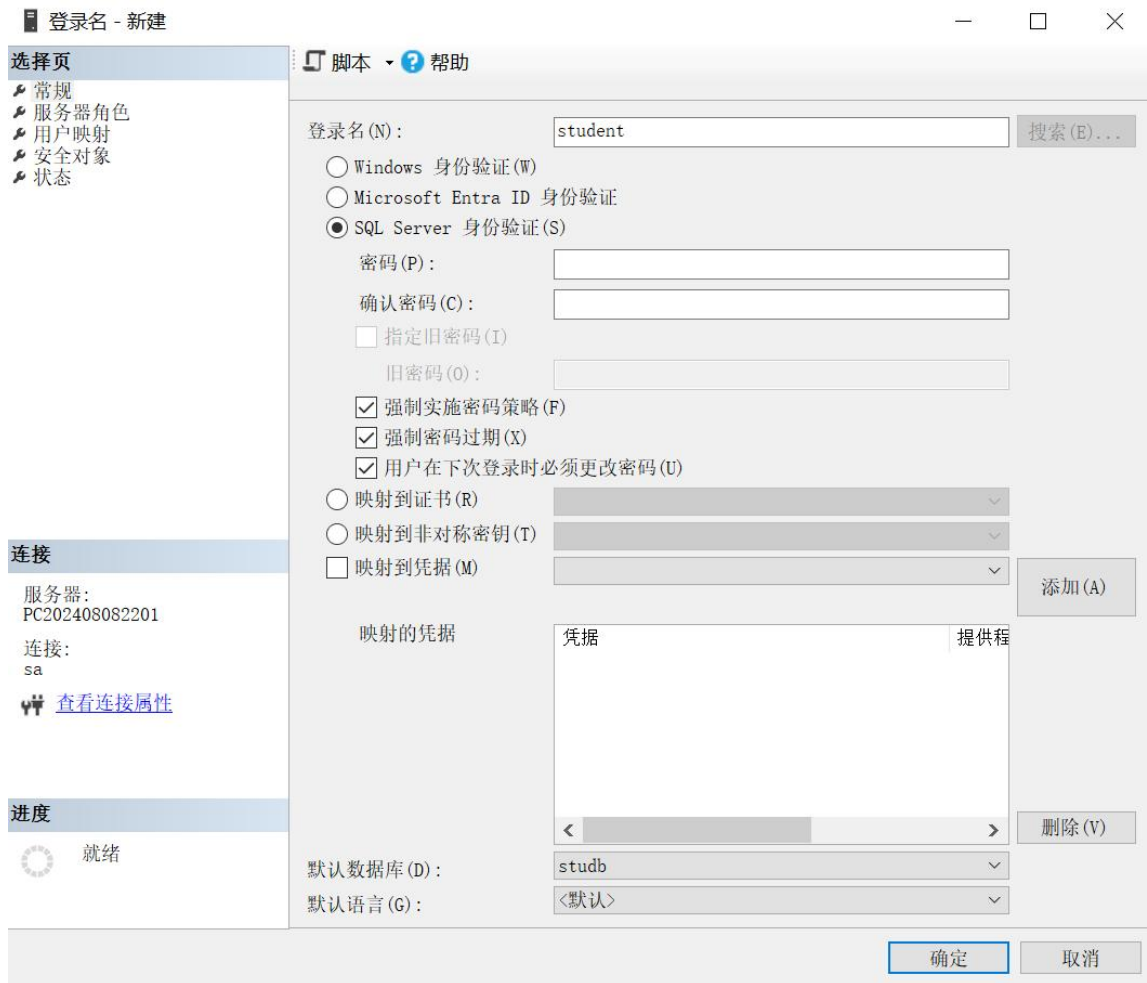 登录名 - 新建
选择页
常规
服务器角色
用户映射
安全对象
状态
脚本 帮助
登录名(N): student 搜索(E)...
Windows 身份验证(W)
Microsoft Entra ID 身份验证
SQL Server 身份验证(S)
密码(P):
确认密码(C):
指定旧密码(I)
旧密码(O):
强制实施密码策略(F)
强制密码过期(X)
用户在下次登录时必须更改密码(U)
映射到证书(R)
映射到非对称密钥(T)
映射到凭据(M)
添加(A)
映射的凭据
凭据 提供程
删除(V)
默认数据库(D): studb
默认语言(G): <默认>
连接
服务器:
PC202408082201
连接:
sa
查看连接属性
进度
就绪
确定 取消